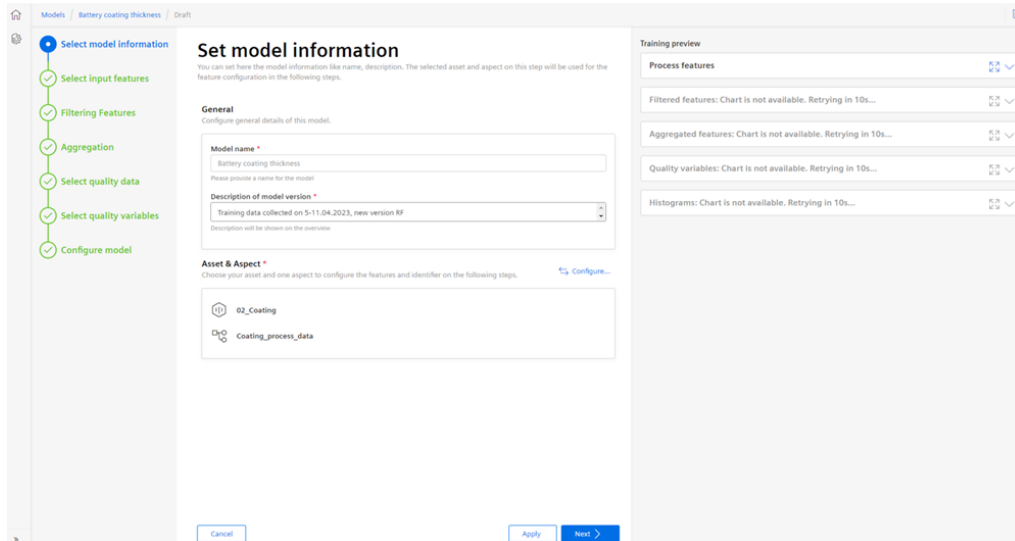 Models / Battery coating thickness / Draft
Select model information
Select input features
Filtering Features
Aggregation
Select quality data
Select quality variables
Configure model
Set model information
You can set here the model information like name, description. The selected asset and aspect on this step will be used for the
feature configuration in the following steps.
General
Configure general details of this model.
Model name *
Battery coating thickness
Please provide a name for the model
Description of model version *
Training data collected on 5-11.04.2023, new version RF
Description will be shown on the overview
Asset & Aspect *
Choose your asset and one aspect to configure the features and identifier on the following steps.
Configure...
02_Coating
Coating_process_data
Cancel
Apply
Next
Training preview
Process features
Filtered features: Chart is not available. Retrying in 10s...
Aggregated features: Chart is not available. Retrying in 10s...
Quality variables: Chart is not available. Retrying in 10s...
Histograms: Chart is not available. Retrying in 10s...